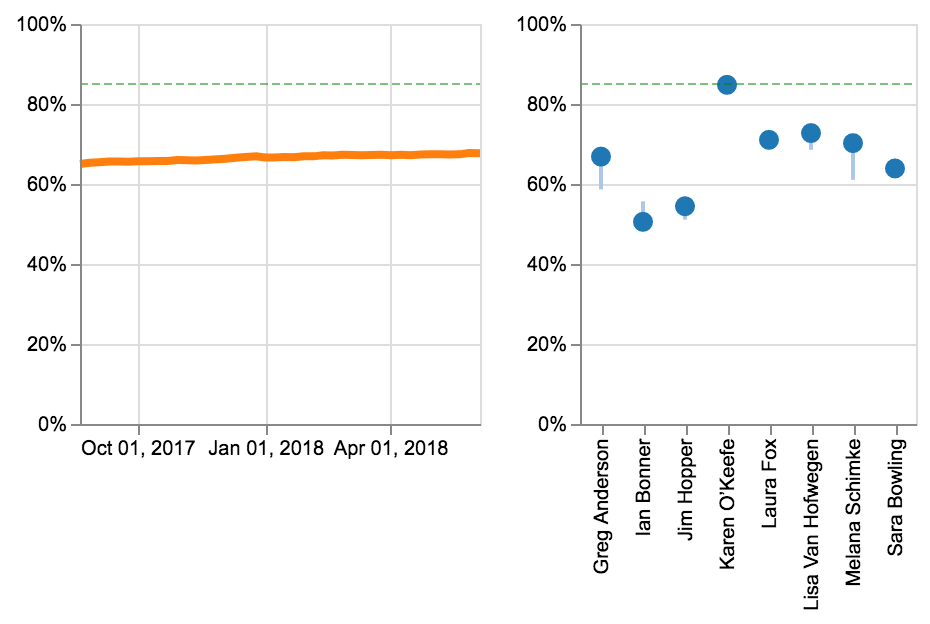 100%
80%
60%
40%
20%
0%
Oct 01, 2017
Jan 01, 2018
Apr 01, 2018
100%
80%
60%
40%
20%
0%
Greg Anderson
Ian Bonner
Jim Hopper
Karen O'Keefe
Laura Fox
Lisa Van Hofwegen
Melana Schimke
Sara Bowling